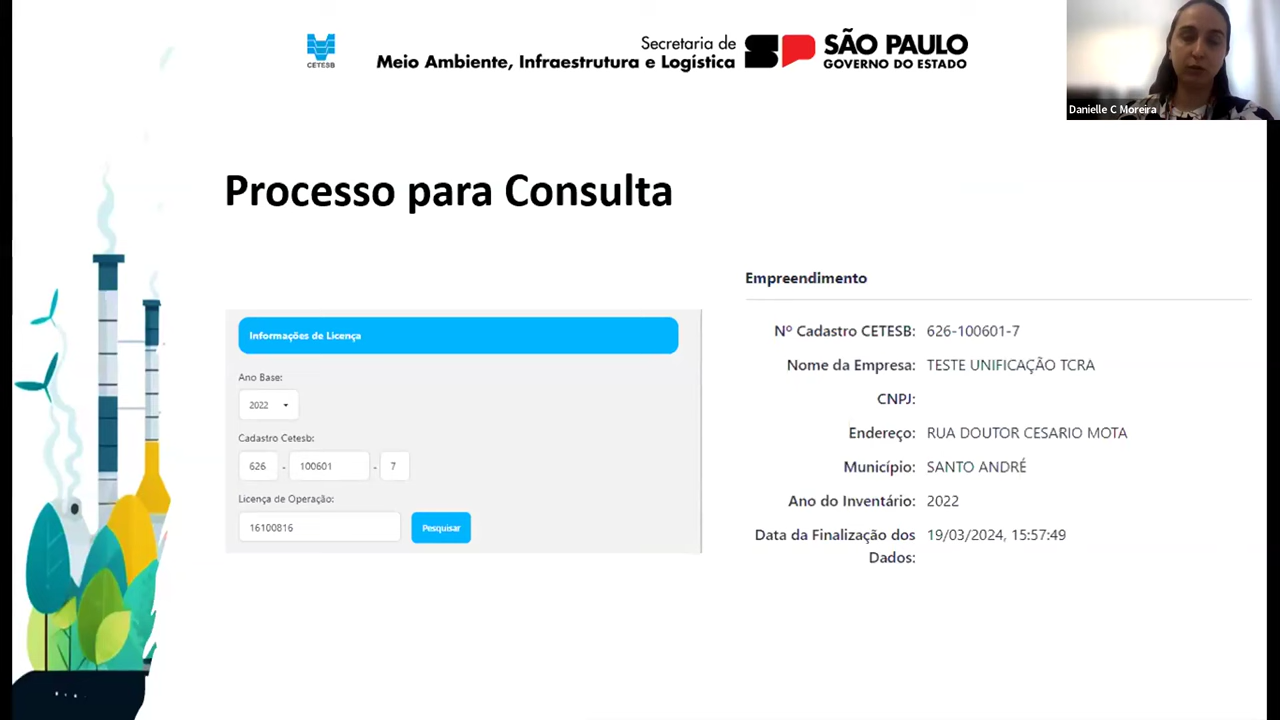 CETESB
Secretaria de
Meio Ambiente, Infraestrutura e Logística
SP
SÃO PAULO
GOVERNO DO ESTADO
Danielle C Moreira
Processo para Consulta
Informações de Licença
Ano Base:
2022
Cadastro Cetesb:
626 - 100601 - 7
Licença de Operação:
16100816 Pesquisar
Empreendimento
Nº Cadastro CETESB: 626-100601-7
Nome da Empresa: TESTE UNIFICAÇÃO TCRA
CNPJ:
Endereço: RUA DOUTOR CESARIO MOTA
Município: SANTO ANDRÉ
Ano do Inventário: 2022
Data da Finalização dos 19/03/2024, 15:57:49
Dados: